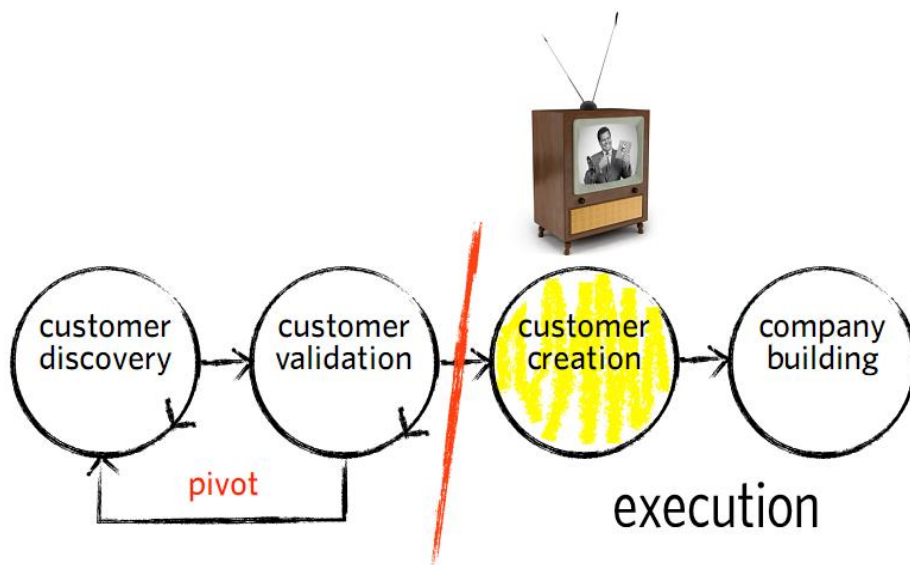 customer
discovery
customer
validation
customer
creation
company
building
pivot
execution